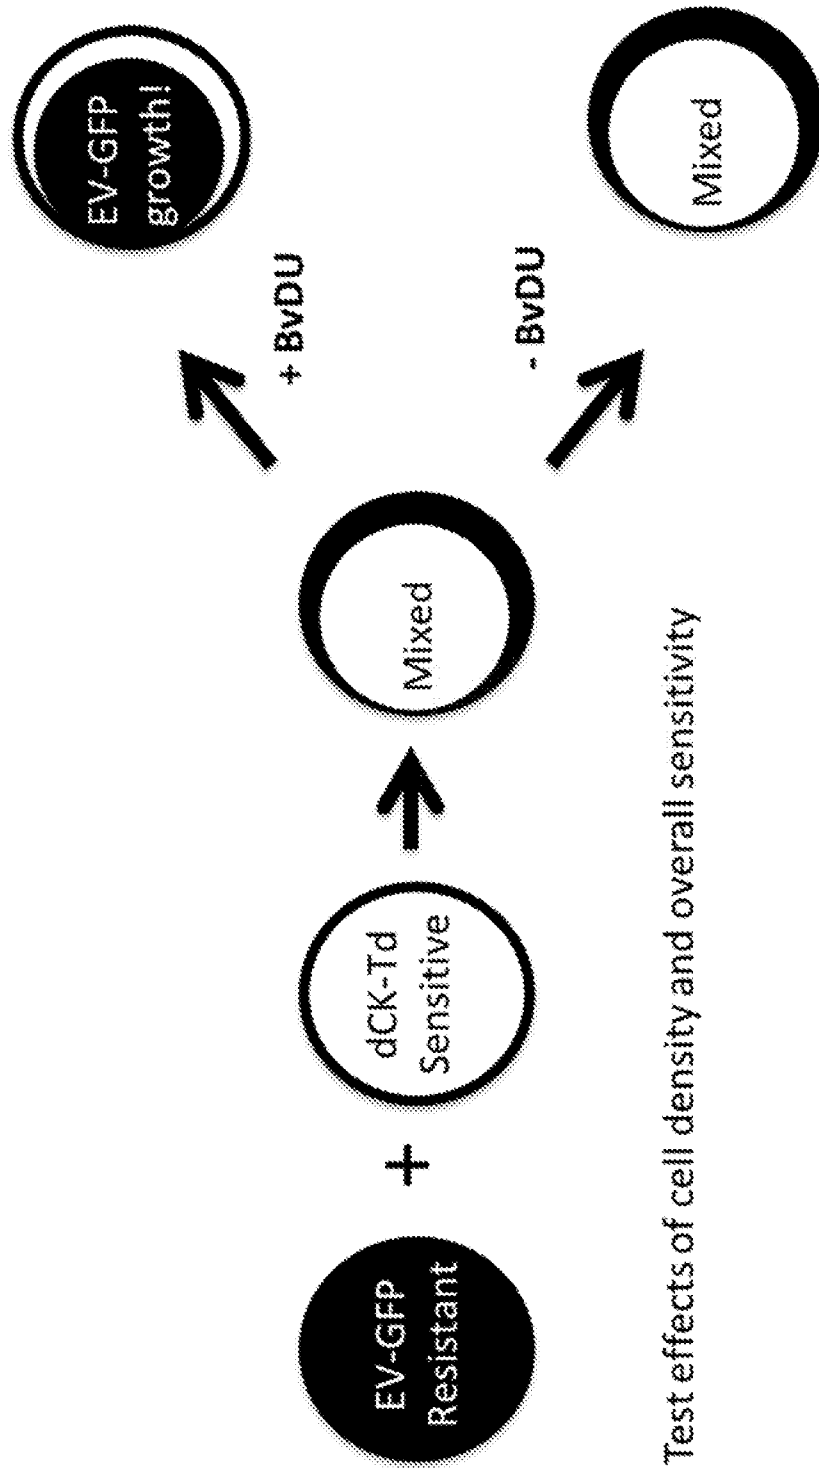 EV-GFP
Resistant
+
dCK-Td
Sensitive
Mixed
+ BvDU
EV-GFP
growth!
- BvDU
Mixed
Test effects of cell density and overall sensitivity